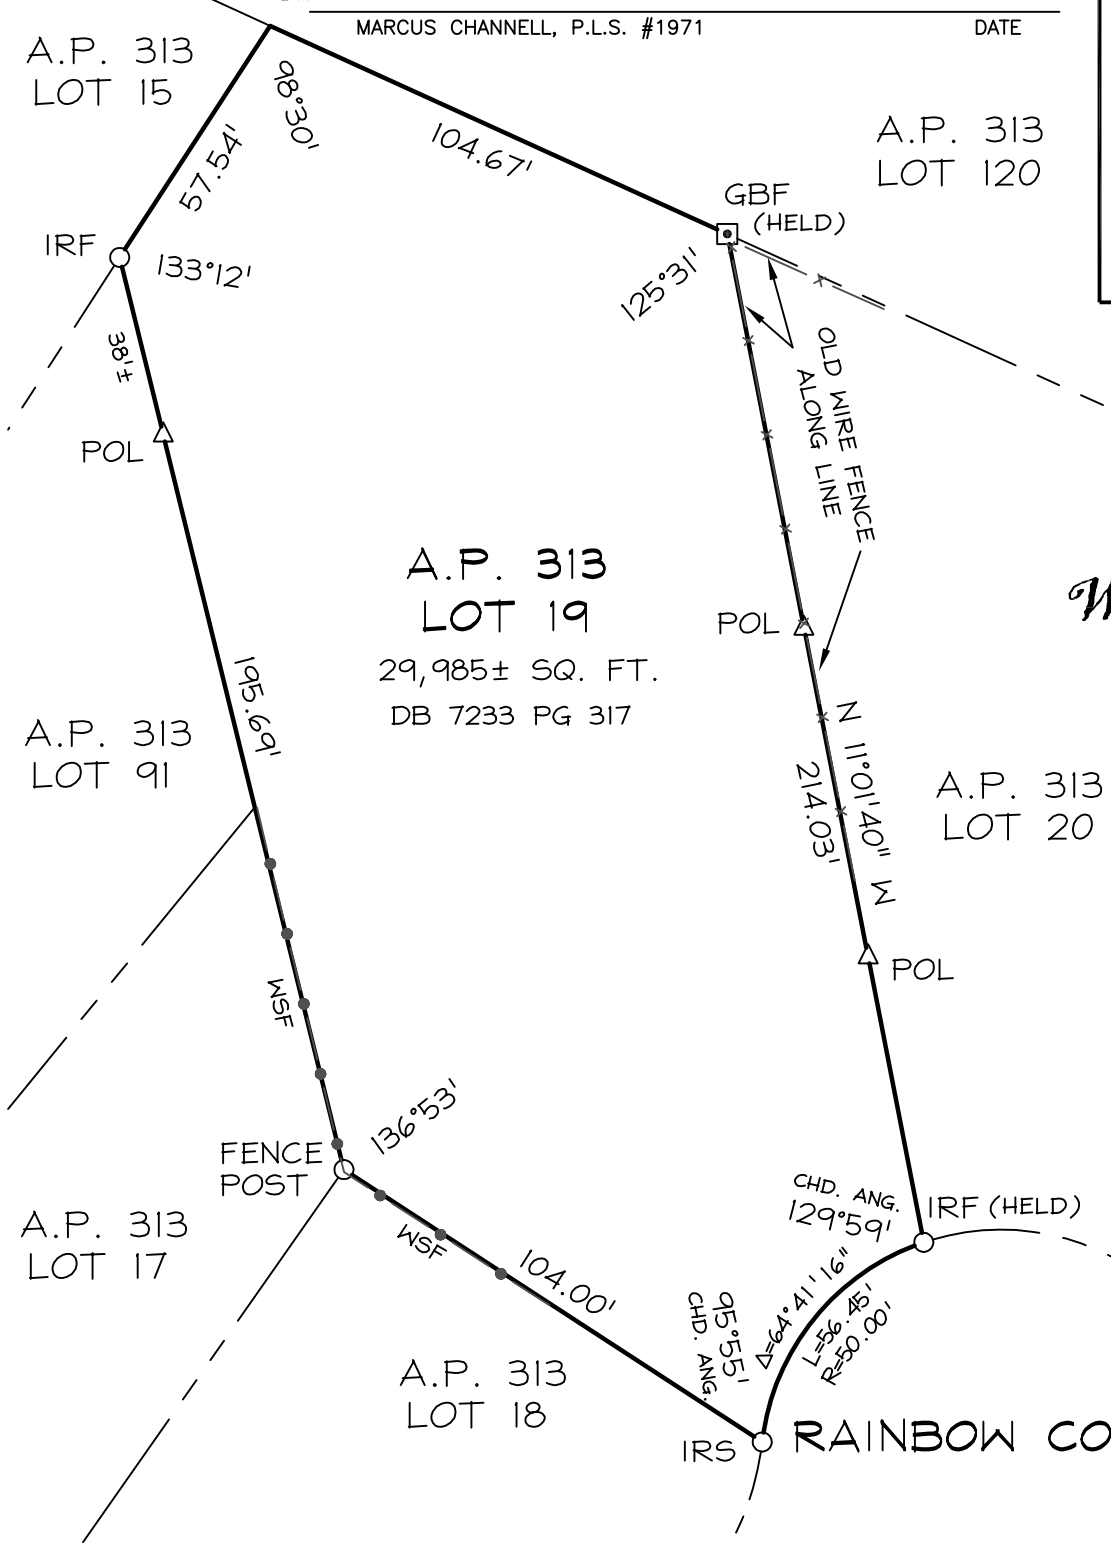 MARCUS CHANNELL, P.L.S. #1971
DATE
A.P. 313
LOT 15
98°30'
57.54'
104.67'
A.P. 313
LOT 120
GBF
(HELD)
IRF
133°12'
125°31'
38'±
POL
OLD WIRE FENCE
ALONG LINE
A.P. 313
LOT 19
29,985± SQ. FT.
DB 7233 PG 317
POL
195.69'
N 11°01'40" W
214.03'
A.P. 313
LOT 91
A.P. 313
LOT 20
POL
WSF
136°53'
FENCE
POST
CHD. ANG.
129°59'
IRF (HELD)
A.P. 313
LOT 17
WSF
104.00'
95°55'
CHD. ANG.
Δ=64°41'16"
L=56.45'
R=50.00'
A.P. 313
LOT 18
IRS
RAINBOW CO